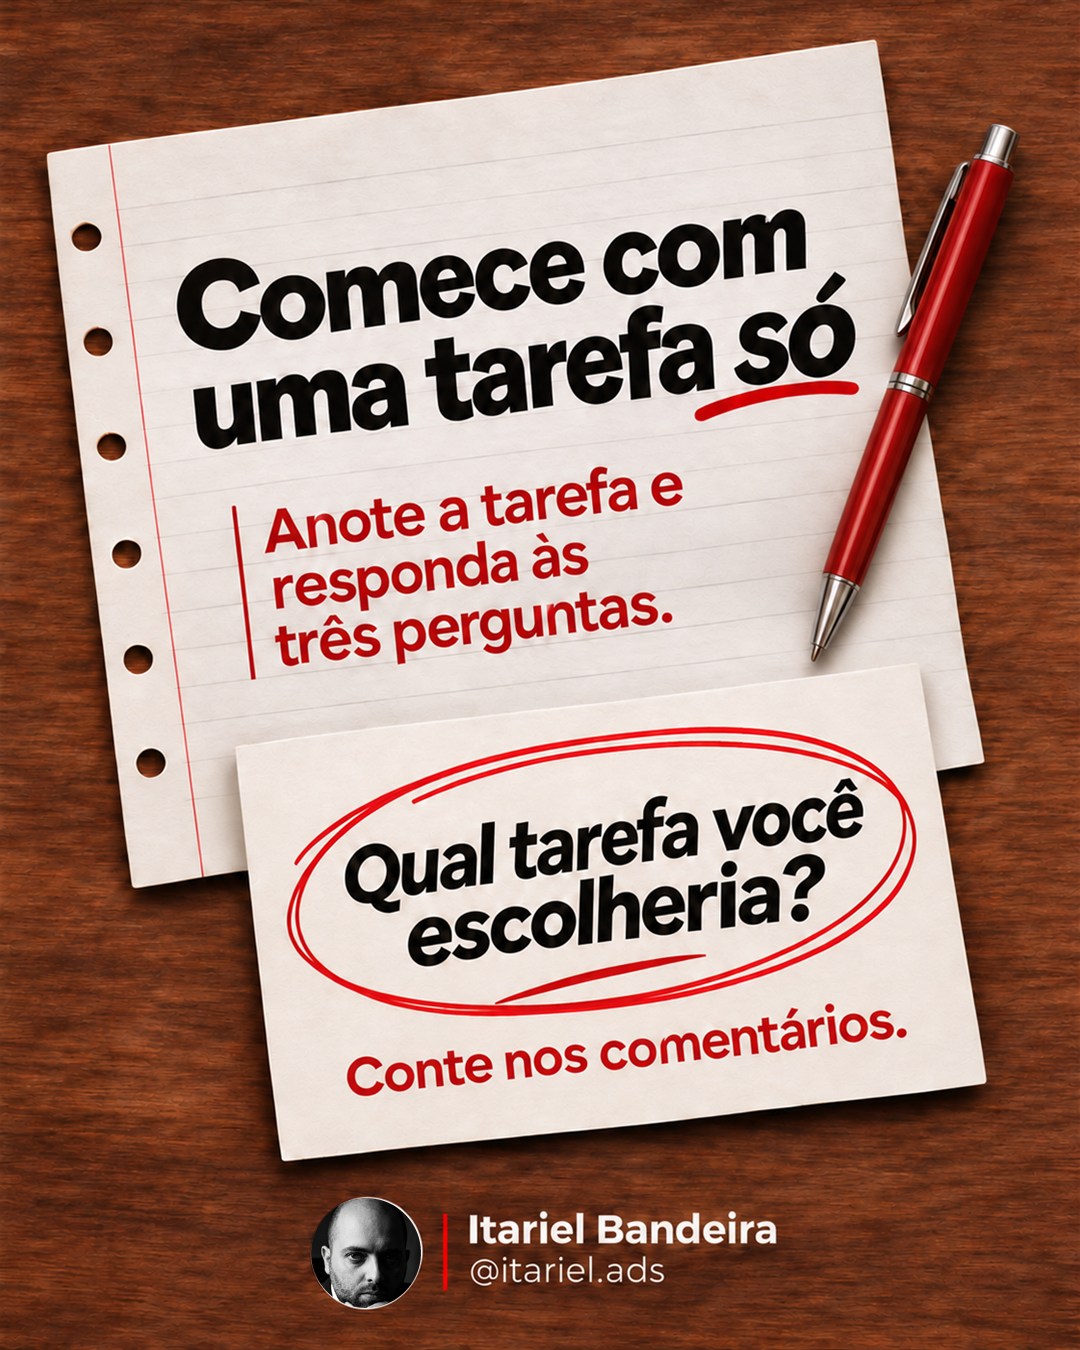 Comece com
uma tarefa só
Anote a tarefa e
responda às
três perguntas.
Qual tarefa você
escolheria?
Conte nos comentários.
Itariel Bandeira
@itariel.ads